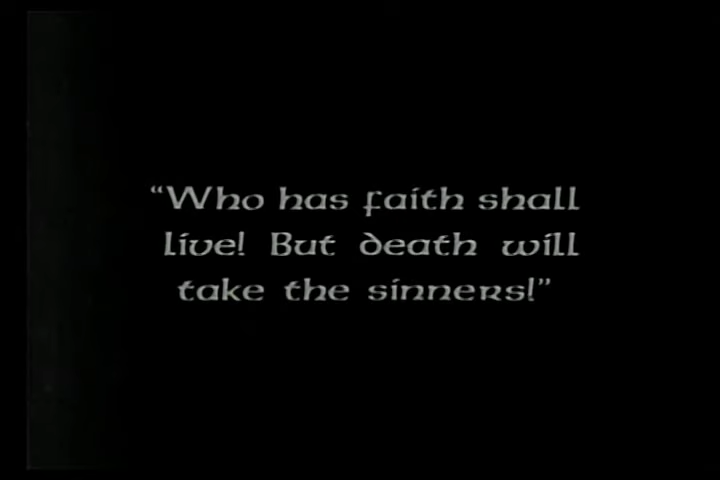 “Who has faith shall
live! But death will
take the sinners!”